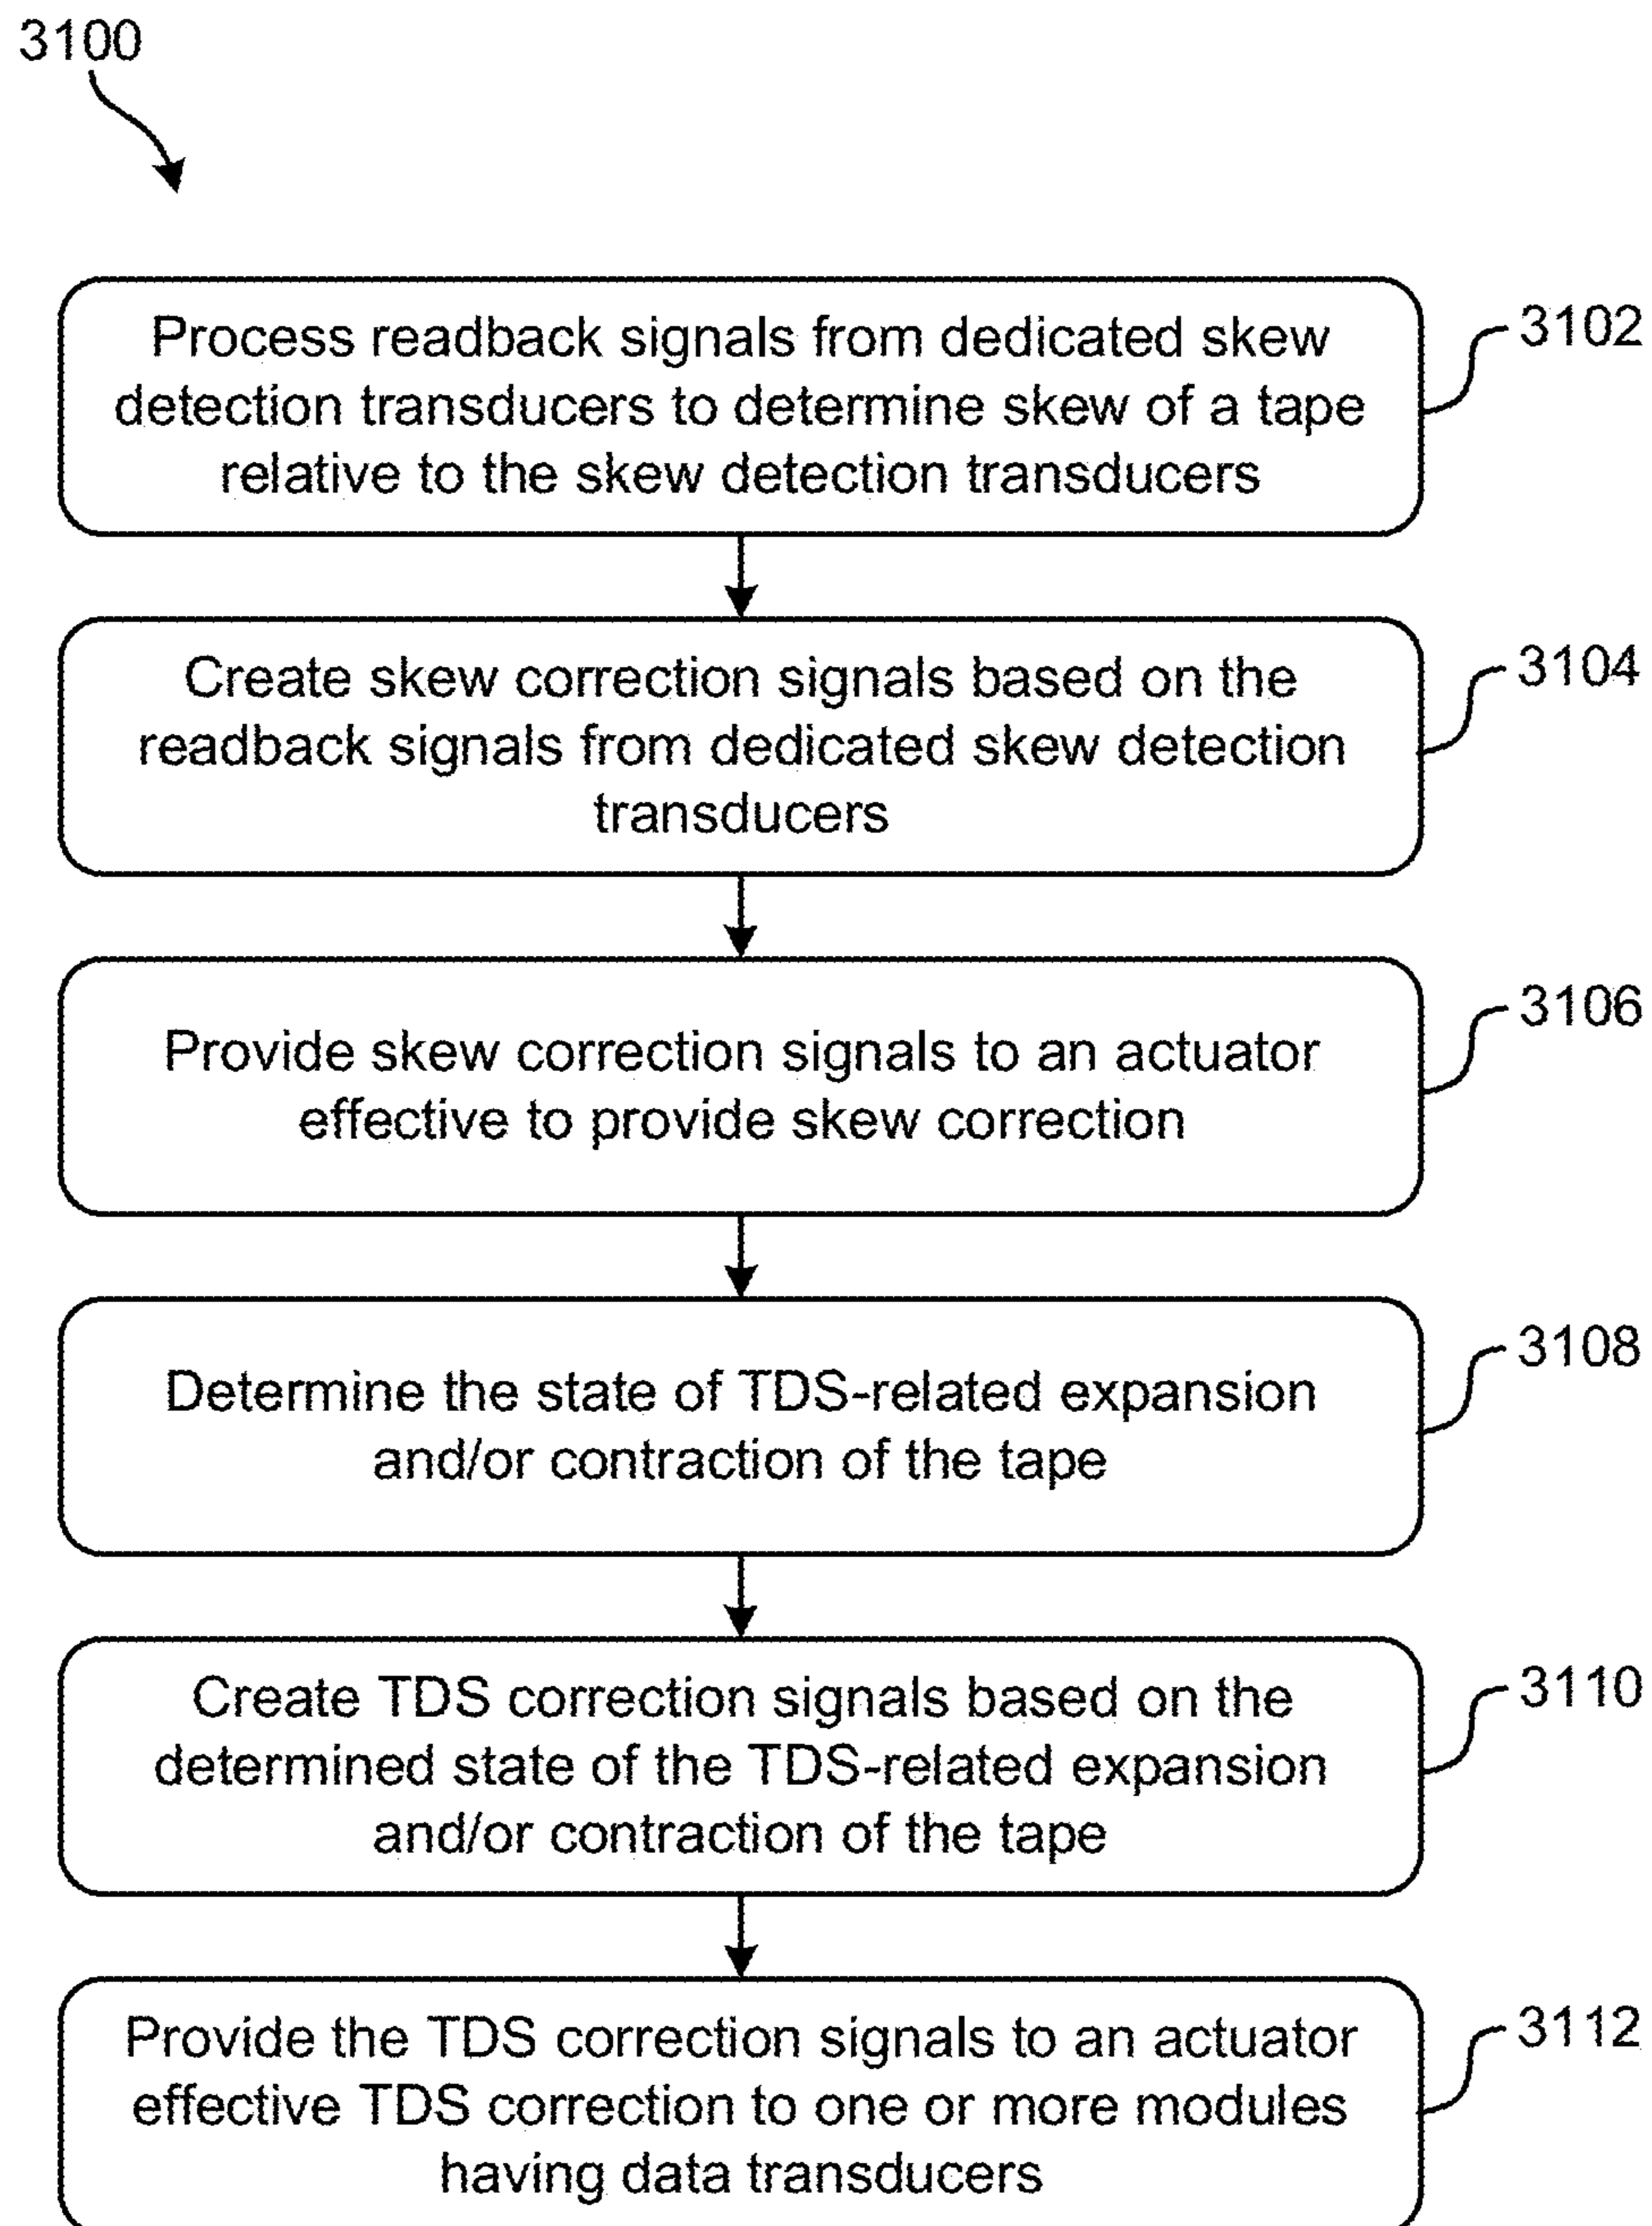 3100
Process readback signals from dedicated skew
detection transducers to determine skew of a tape
relative to the skew detection transducers
3102
Create skew correction signals based on the
readback signals from dedicated skew detection
transducers
3104
Provide skew correction signals to an actuator
effective to provide skew correction
3106
Determine the state of TDS-related expansion
and/or contraction of the tape
3108
Create TDS correction signals based on the
determined state of the TDS-related expansion
and/or contraction of the tape
3110
Provide the TDS correction signals to an actuator
effective TDS correction to one or more modules
having data transducers
3112